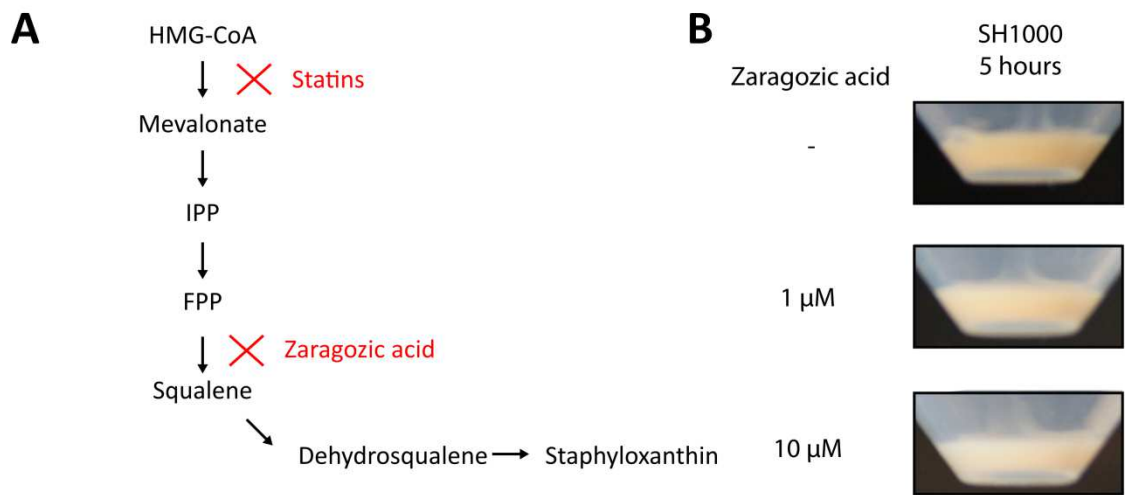 A
HMG-CoA
Statins
Mevalonate
IPP
FPP
Zaragozic acid
Squalene
Dehydrosqualene
Staphyloxanthin
B
SH1000
5 hours
Zaragozic acid
-
1 µM
10 µM